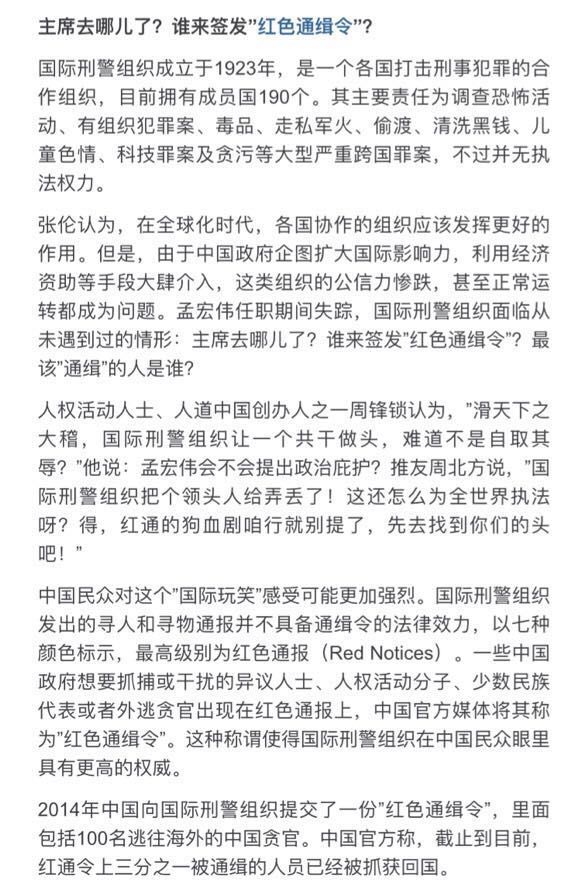 主席去哪儿了？谁来签发”红色通缉令”?
国际刑警组织成立于1923年，是一个各国打击刑事犯罪的合
作组织，目前拥有成员国190个。其主要责任为调查恐怖活
动、有组织犯罪案、毒品、走私军火、偷渡、清洗黑钱、儿
童色情、科技罪案及贪污等大型严重跨国罪案，不过并无执
法权力。
张伦认为，在全球化时代，各国协作的组织应该发挥更好的
作用。但是，由于中国政府企图扩大国际影响力，利用经济
资助等手段大肆介入，这类组织的公信力惨跌，甚至正常运
转都成为问题。孟宏伟任职期间失踪，国际刑警组织面临从
未遇到过的情形：主席去哪儿了？谁来签发”红色通缉令”？最
该”通缉”的人是谁？
人权活动人士、人道中国创办人之一周锋锁认为，”滑天下之
大稽，国际刑警组织让一个共干做头，难道不是自取其
辱？”他说：孟宏伟会不会提出政治庇护？推友周北方说，”国
际刑警组织把个领头人给弄丢了！这还怎么为全世界执法
呀？得，红通的狗血剧咱行就别提了，先去找到你们的头
吧！”
中国民众对这个”国际玩笑”感受可能更加强烈。国际刑警组织
发出的寻人和寻物通报并不具备通缉令的法律效力，以七种
颜色标示，最高级别为红色通报（Red Notices）。一些中国
政府想要抓捕或干扰的异议人士、人权活动分子、少数民族
代表或者外逃贪官出现在红色通报上，中国官方媒体将其称
为”红色通缉令”。这种称谓使得国际刑警组织在中国民众眼里
具有更高的权威。
2014年中国向国际刑警组织提交了一份”红色通缉令”，里面
包括100名逃往海外的中国贪官。中国官方称，截止到目前，
红通令上三分之一被通缉的人员已经被抓获回国。